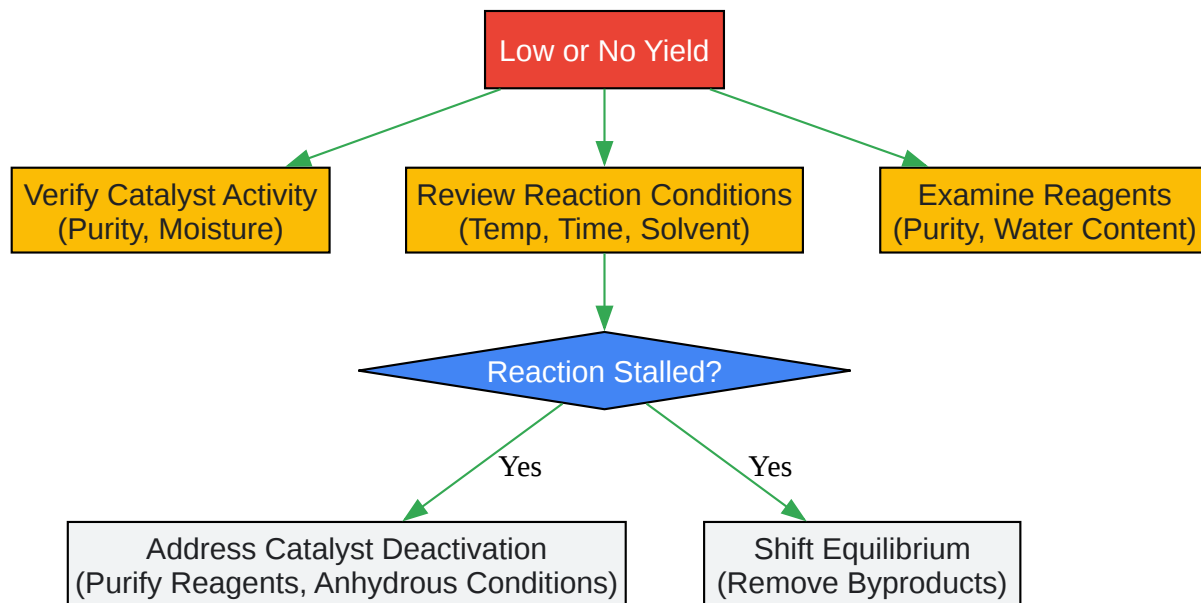 Low or No Yield
Verify Catalyst Activity
(Purity, Moisture)
Review Reaction Conditions
(Temp, Time, Solvent)
Examine Reagents
(Purity, Water Content)
Reaction Stalled?
Yes
Yes
Address Catalyst Deactivation
(Purify Reagents, Anhydrous Conditions)
Shift Equilibrium
(Remove Byproducts)